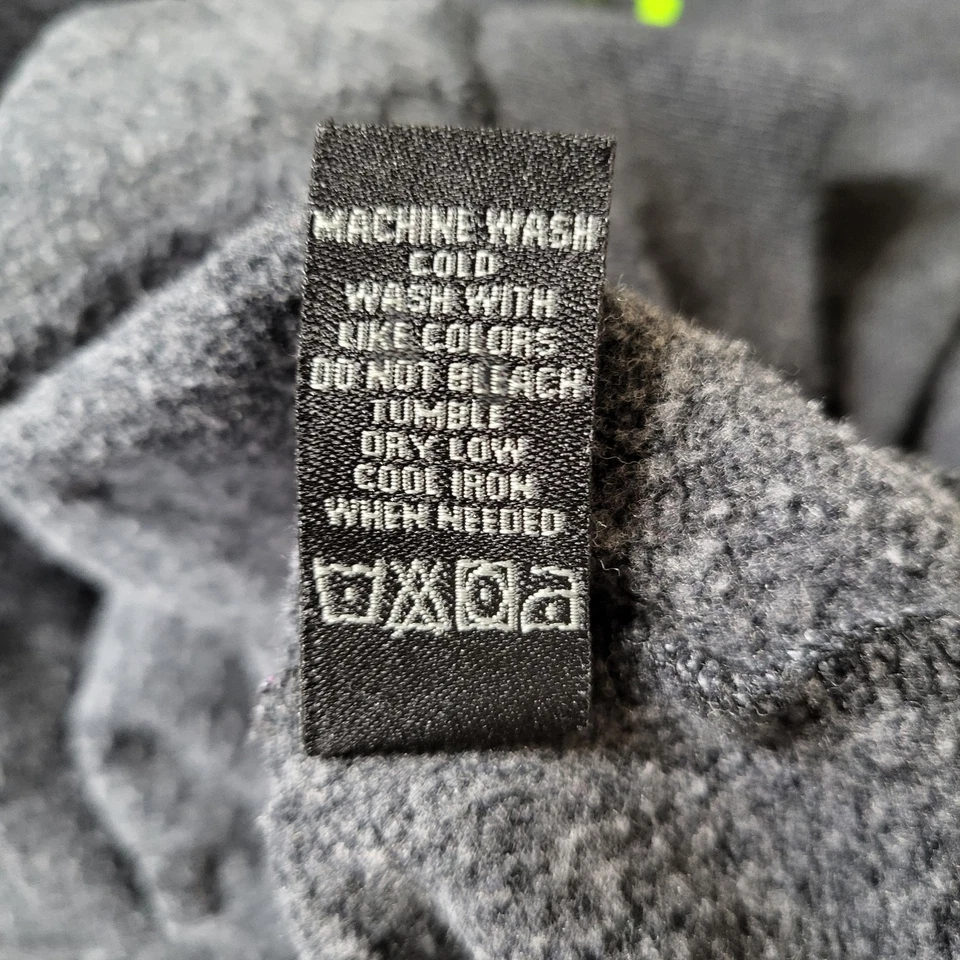 MACHINE WASH
COLD
WASH WITH
LIKE COLORS
DO NOT BLEACH
TUMBLE
DRY LOW
COOL IRON
WHEN NEEDED